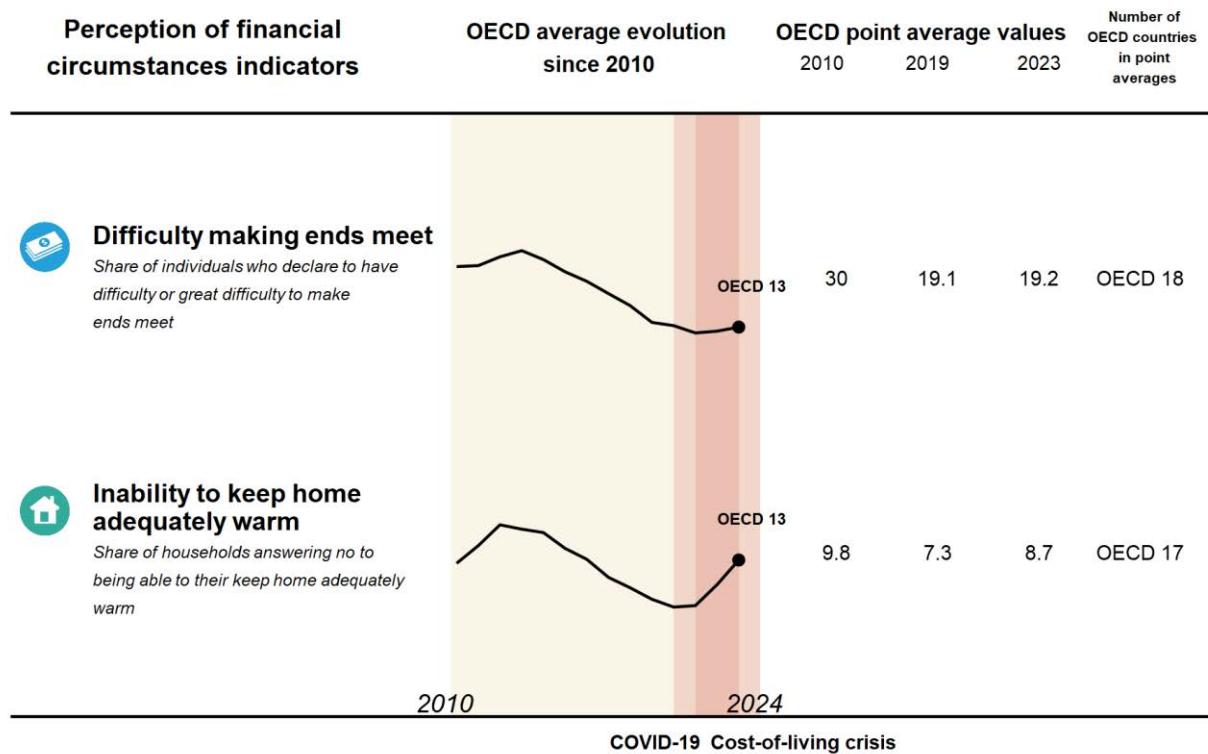 Perception of financial
circumstances indicators
OECD average evolution
since 2010
OECD point average values
2010 2019 2023
Number of
OECD countries
in point
averages
Difficulty making ends meet
Share of individuals who declare to have
difficulty or great difficulty to make
ends meet
OECD 13
30 19.1 19.2 OECD 18
Inability to keep home
adequately warm
Share of households answering no to
being able to their keep home adequately
warm
OECD 13
9.8 7.3 8.7 OECD 17
2010 2024
COVID-19 Cost-of-living crisis